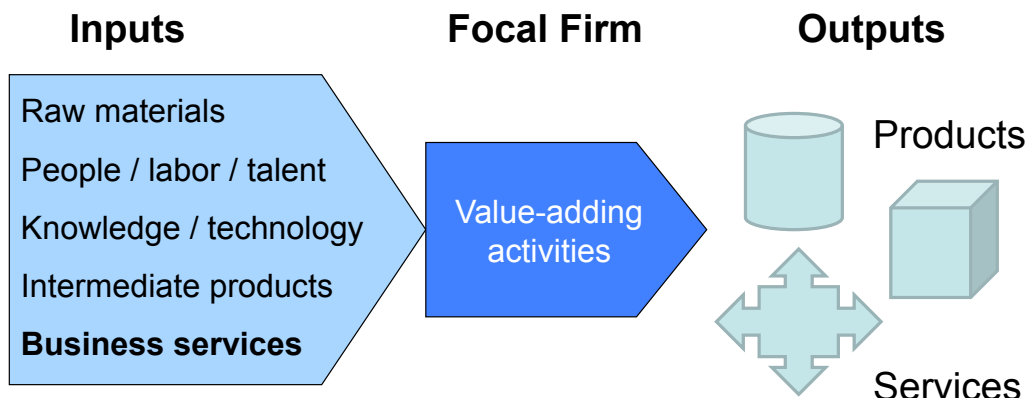 Inputs
Focal Firm
Outputs
Raw materials
People / labor / talent
Knowledge / technology
Intermediate products
Business services
Value-adding
activities
Products
Services